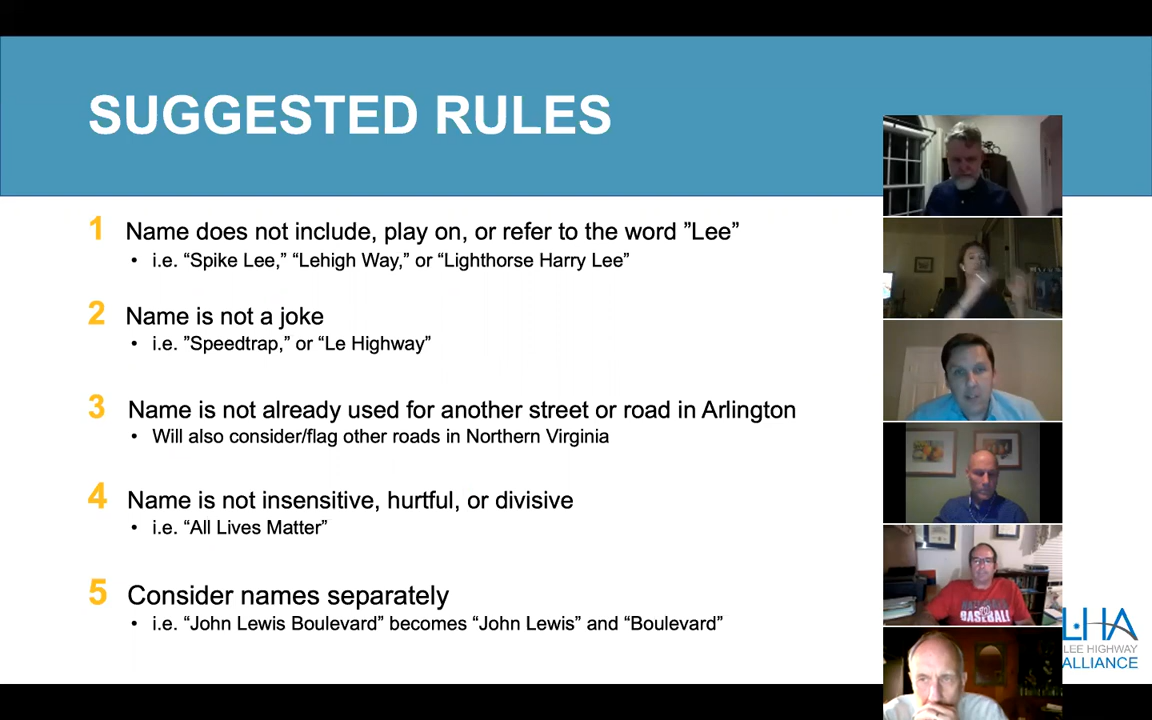 SUGGESTED RULES
1 Name does not include, play on, or refer to the word ”Lee”
• i.e. “Spike Lee,” “Lehigh Way,” or “Lighthorse Harry Lee”
2 Name is not a joke
• i.e. ”Speedtrap,” or “Le Highway”
3 Name is not already used for another street or road in Arlington
• Will also consider/flag other roads in Northern Virginia
4 Name is not insensitive, hurtful, or divisive
• i.e. “All Lives Matter”
5 Consider names separately
• i.e. “John Lewis Boulevard” becomes “John Lewis” and “Boulevard”
BASEBALL
LHA
LEE HIGHWAY
ALLIANCE